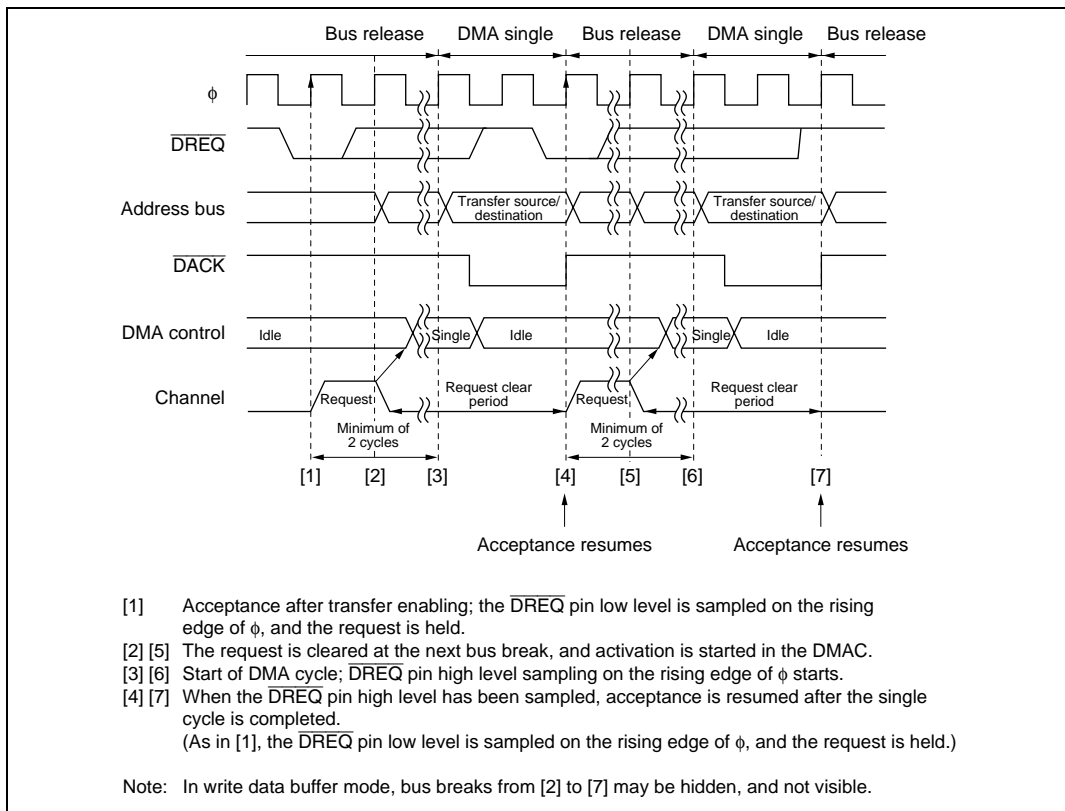 Bus release DMA single Bus release DMA single Bus release
ϕ
DREQ
Address bus
Transfer source/ destination
Transfer source/ destination
DACK
DMA control
Idle Single Idle Single Idle
Channel
Request
Request clear period
Request
Request clear period
Minimum of 2 cycles
Minimum of 2 cycles
[1] [2] [3] [4] [5] [6] [7]
Acceptance resumes Acceptance resumes
[1] Acceptance after transfer enabling; the DREQ pin low level is sampled on the rising
edge of ϕ, and the request is held.
[2] [5] The request is cleared at the next bus break, and activation is started in the DMAC.
[3] [6] Start of DMA cycle; DREQ pin high level sampling on the rising edge of ϕ starts.
[4] [7] When the DREQ pin high level has been sampled, acceptance is resumed after the single
cycle is completed.
(As in [1], the DREQ pin low level is sampled on the rising edge of ϕ, and the request is held.)
Note: In write data buffer mode, bus breaks from [2] to [7] may be hidden, and not visible.